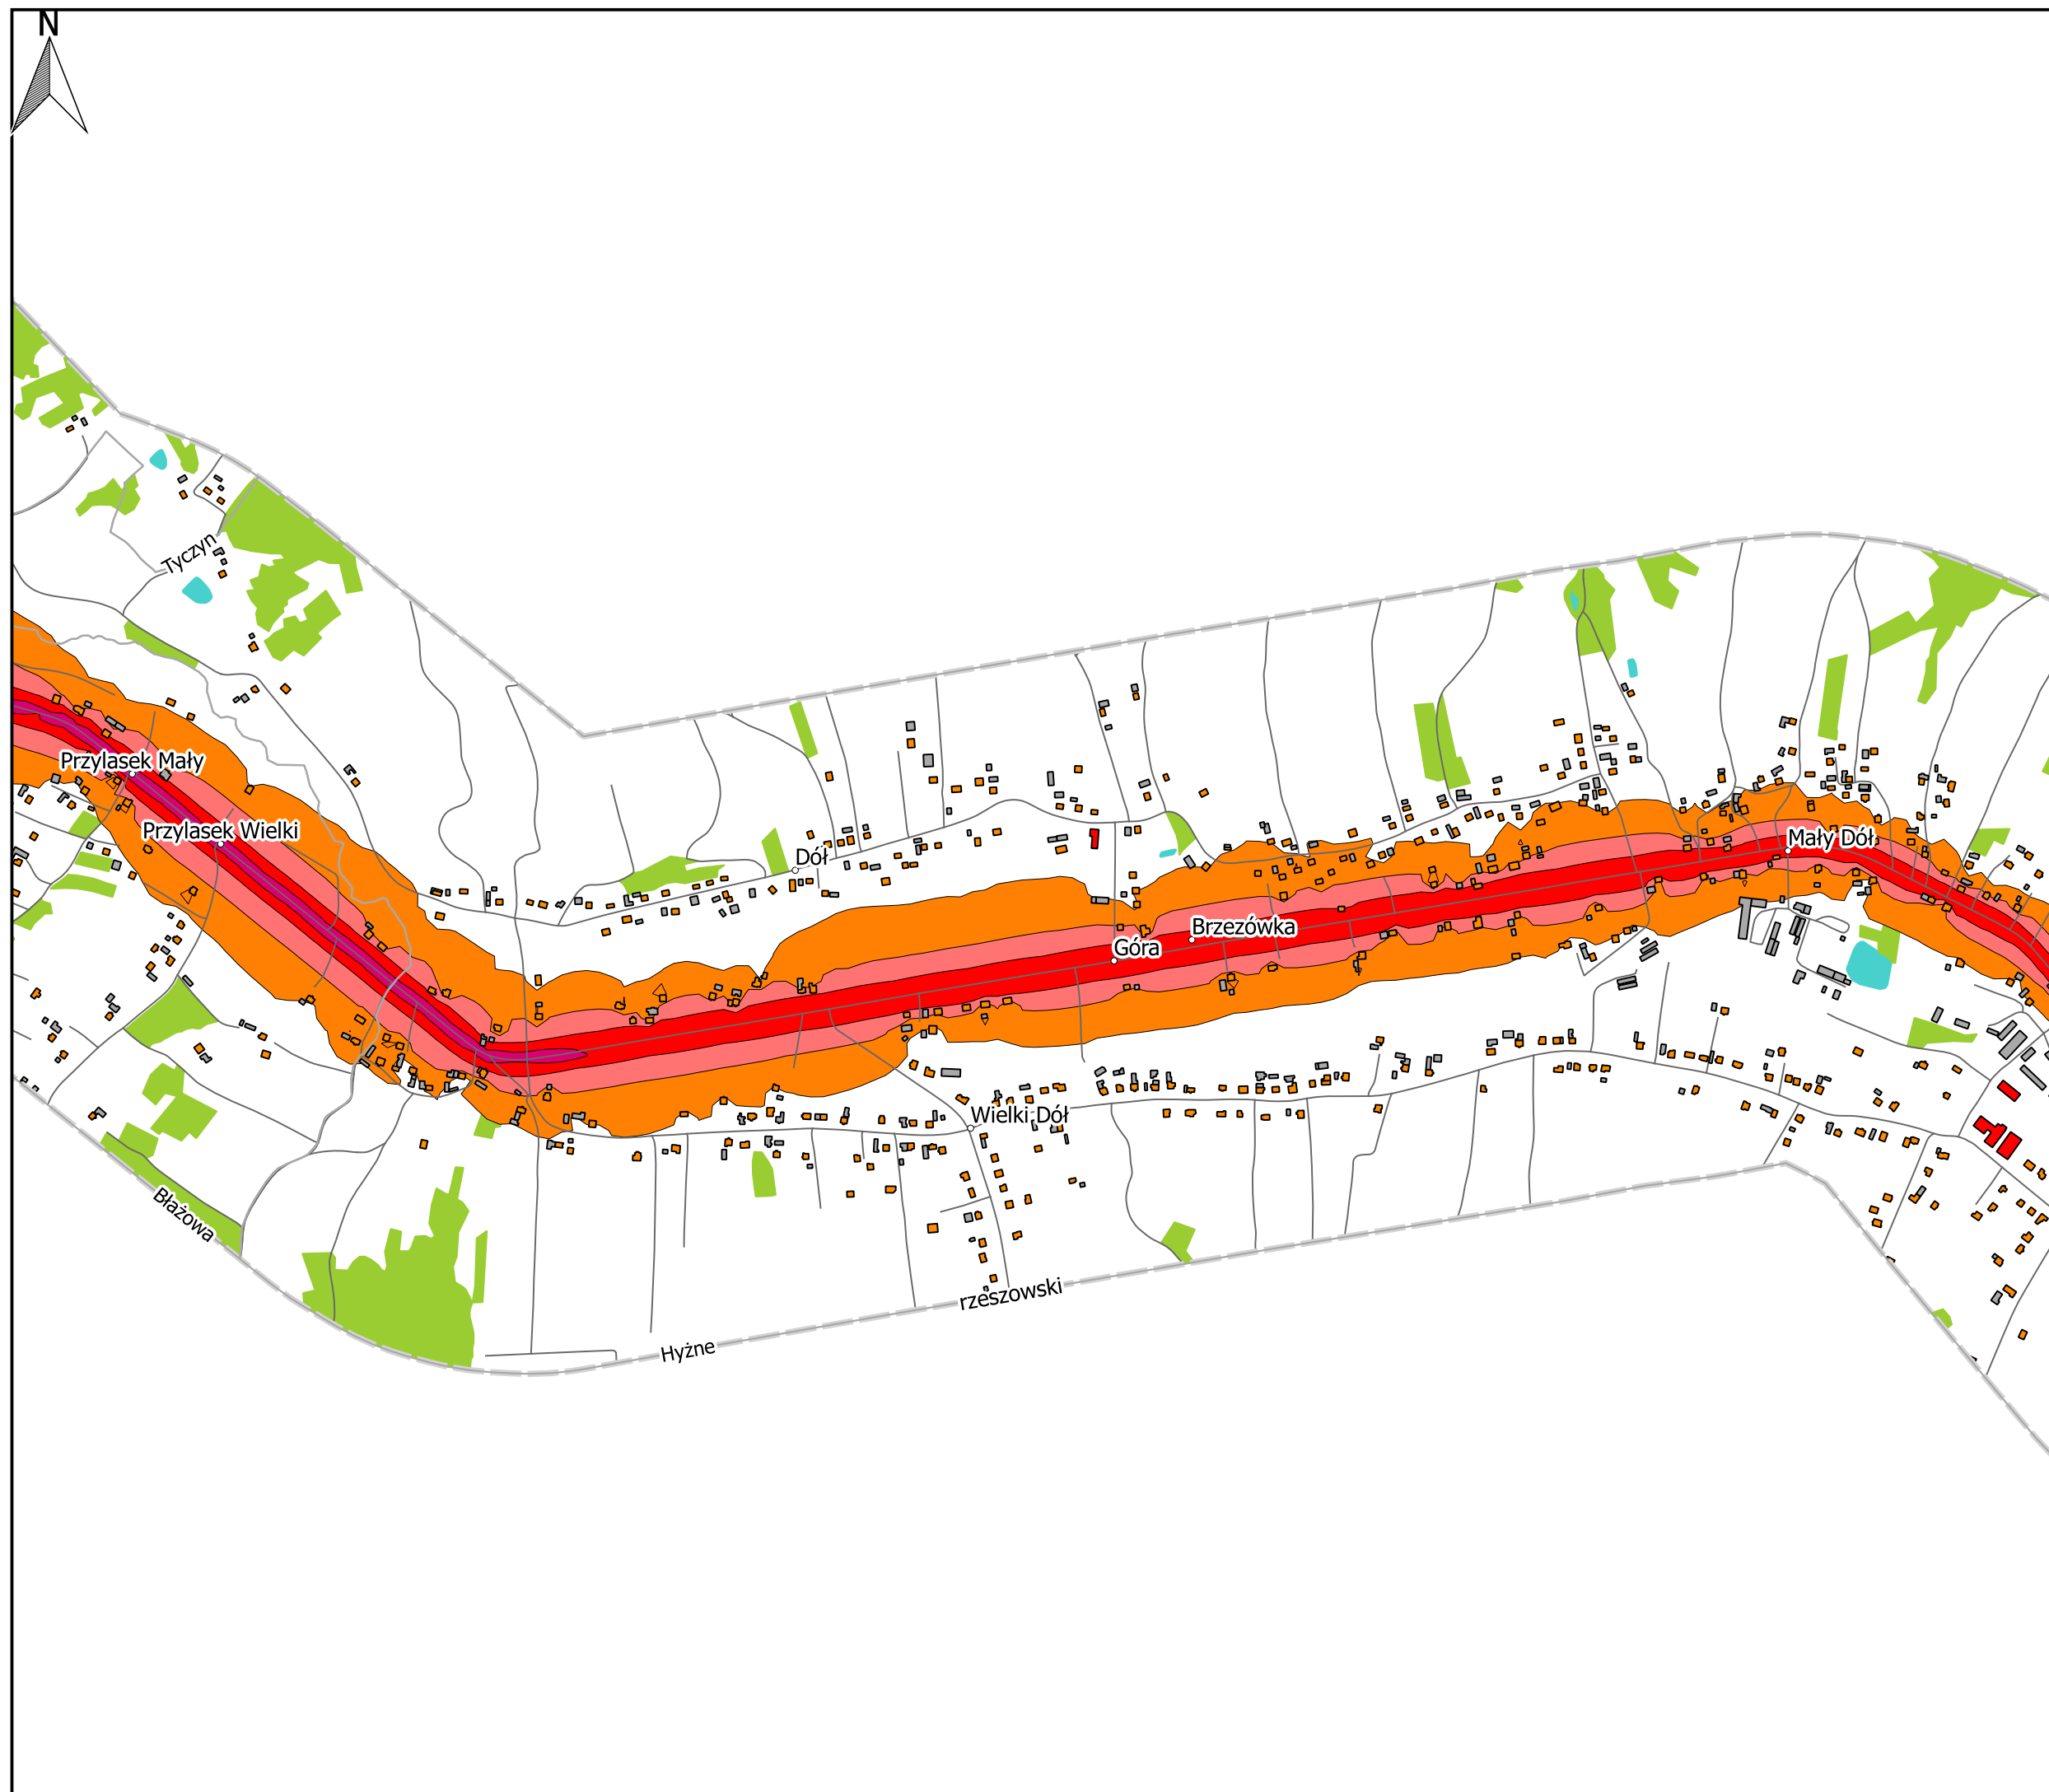 N
Tyczyn
Przylasek Mały
Przylasek Wielki
Mały Dół
Dół
Brzezówka
Góra
Wielki Dół
Błażowa
rzeszowski
Hyżne